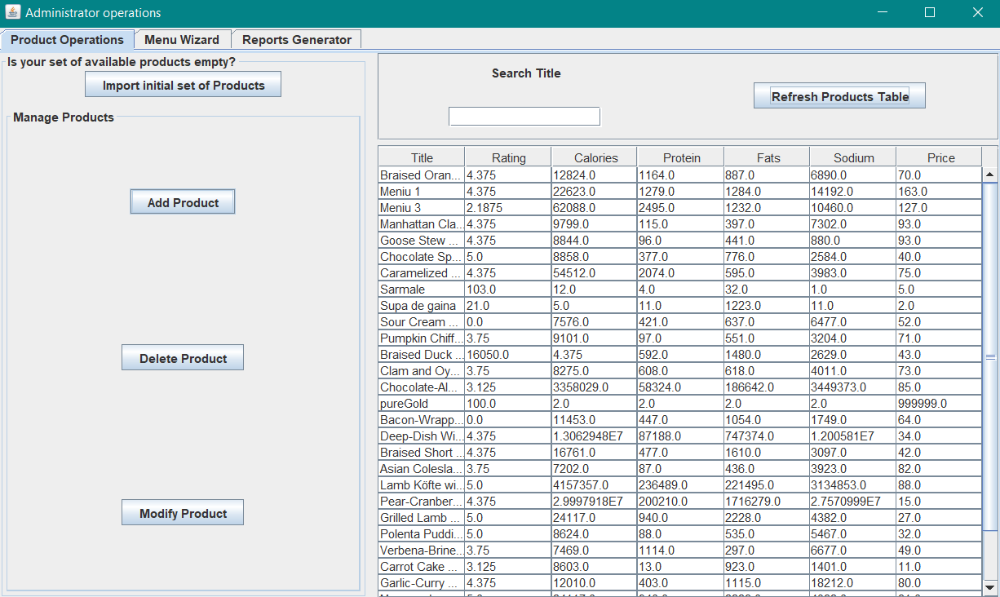 Administrator operations
Product Operations Menu Wizard Reports Generator
Is your set of available products empty?
Import initial set of Products
Manage Products
Add Product
Delete Product
Modify Product
Search Title
Refresh Products Table
Title Rating Calories Protein Fats Sodium Price
Braised Oran... 4.375 12824.0 1164.0 887.0 6890.0 70.0
Meniu 1 4.375 22623.0 1279.0 1284.0 14192.0 163.0
Meniu 3 2.1875 62088.0 2495.0 1232.0 10460.0 127.0
Manhattan Cla... 4.375 9799.0 115.0 397.0 7302.0 93.0
Goose Stew ... 4.375 8844.0 96.0 441.0 880.0 93.0
Chocolate Sp... 5.0 8858.0 377.0 776.0 2584.0 40.0
Caramelized ... 4.375 54512.0 2074.0 595.0 3983.0 75.0
Sarmale 103.0 12.0 4.0 32.0 1.0 5.0
Supa de gaina 21.0 5.0 11.0 1223.0 11.0 2.0
Sour Cream ... 0.0 7576.0 421.0 637.0 6477.0 52.0
Pumpkin Chiff... 3.75 9101.0 97.0 551.0 3204.0 71.0
Braised Duck ... 16050.0 4.375 592.0 1480.0 2629.0 43.0
Clam and Oy... 3.75 8275.0 608.0 618.0 4011.0 73.0
Chocolate-Al... 3.125 3358029.0 58324.0 186642.0 3449373.0 85.0
pureGold 100.0 2.0 2.0 2.0 2.0 999999.0
Bacon-Wrapp... 0.0 11453.0 447.0 1054.0 1749.0 64.0
Deep-Dish Wi... 4.375 1.3062948E7 87188.0 747374.0 1.200581E7 34.0
Braised Short ... 4.375 16761.0 477.0 1610.0 3097.0 42.0
Asian Colesla... 3.75 7202.0 87.0 436.0 3923.0 82.0
Lamb Köfte wi... 5.0 4157357.0 236489.0 221495.0 3134853.0 88.0
Pear-Cranber... 4.375 2.9997918E7 200210.0 1716279.0 2.7570999E7 15.0
Grilled Lamb ... 5.0 24117.0 940.0 2228.0 4382.0 27.0
Polenta Puddi... 5.0 8624.0 88.0 535.0 5467.0 32.0
Verbena-Brine... 3.75 7469.0 1114.0 297.0 6677.0 49.0
Carrot Cake ... 3.125 8603.0 13.0 923.0 1401.0 11.0
Garlic-Curry ... 4.375 12010.0 403.0 1115.0 18212.0 80.0